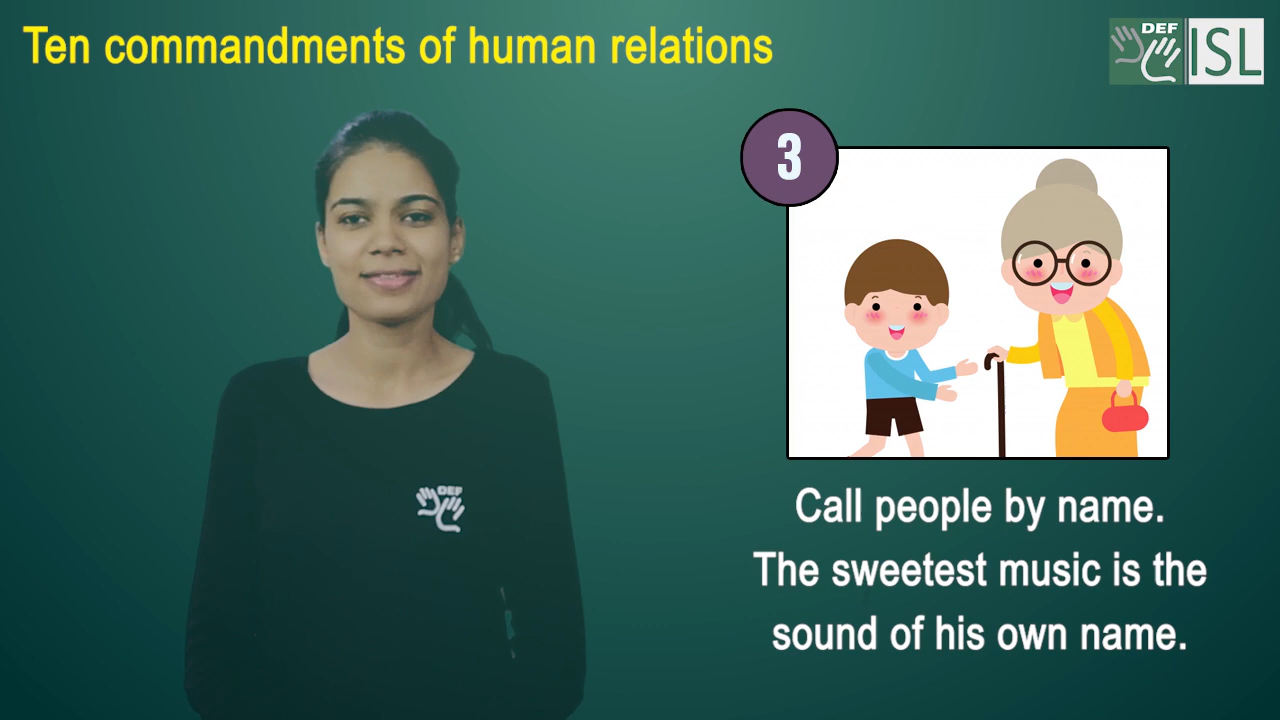 Ten commandments of human relations
DEF
ISL
3
DEF
Call people by name.
The sweetest music is the
sound of his own name.